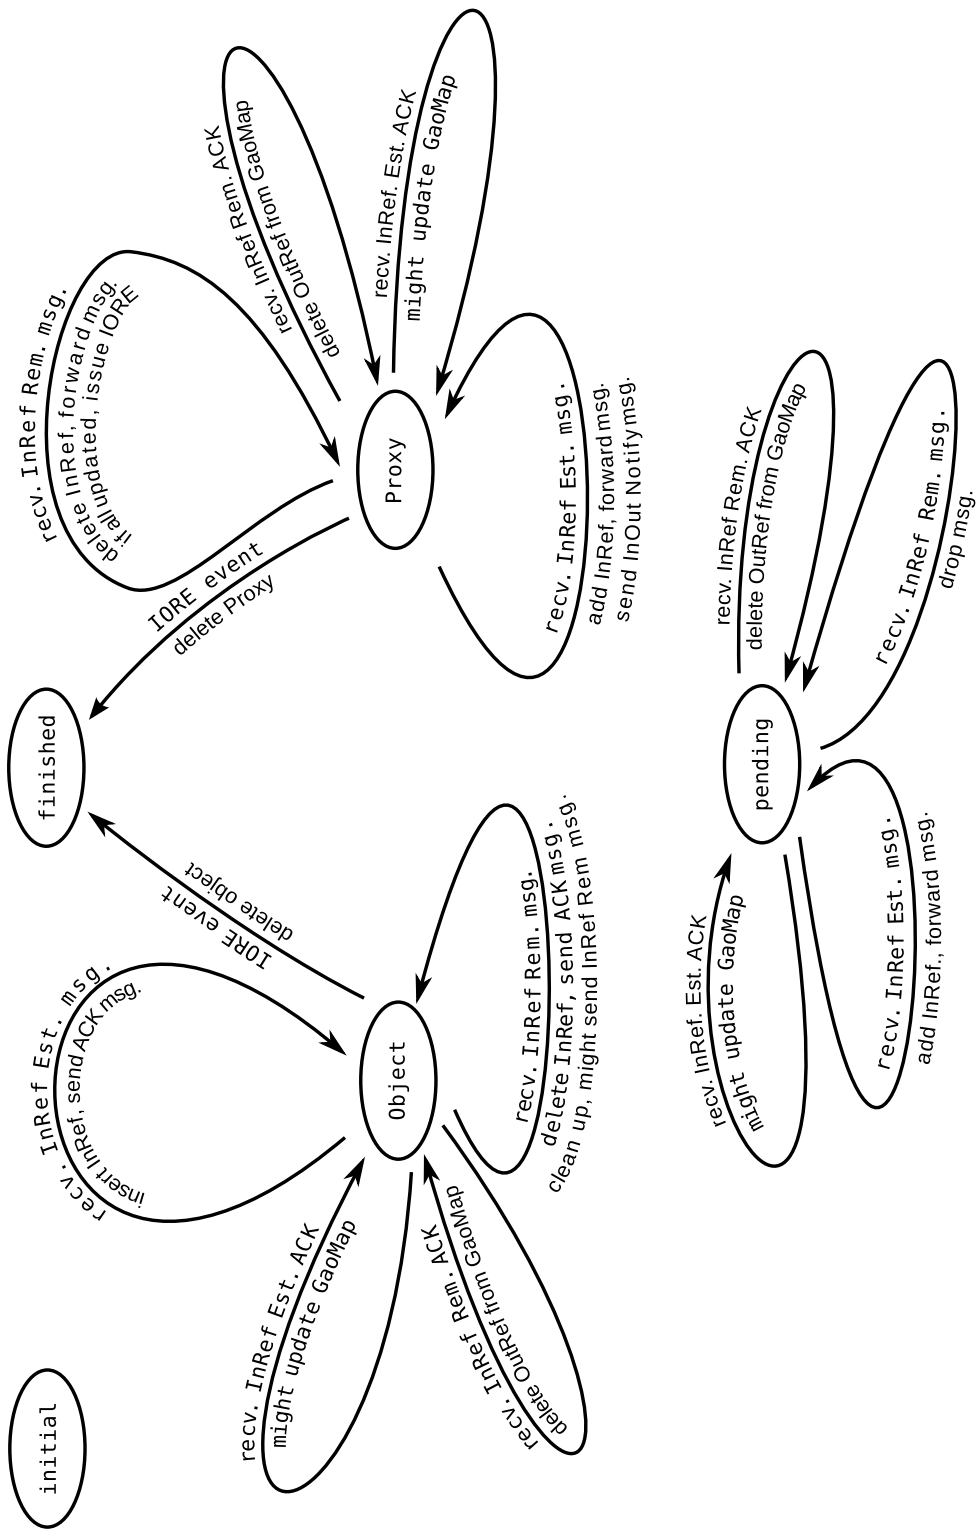 initial
finished
recv. InRef Est. msg.
insert InRef, send ACK msg.
IORE event
delete object
IORE event
delete Proxy
recv. InRef Rem. msg.
delete InRef, forward msg.
if all updated, issue IORE
recv. InRef Rem. ACK
delete OutRef from GaoMap
recv. InRef. Est. ACK
might update GaoMap
recv. InRef Est. ACK
might update GaoMap
Object
Proxy
recv. InRef Rem. ACK
delete OutRef from GaoMap
recv. InRef Rem. msg.
delete InRef, send ACK msg.
clean up, might send InRef Rem msg.
recv. InRef Est. msg.
add InRef, forward msg.
send InOut Notify msg.
recv. InRef. Est. ACK
might update GaoMap
pending
recv. InRef Rem. ACK
delete OutRef from GaoMap
recv. InRef Est. msg.
add InRef., forward msg.
recv. InRef Rem. msg.
drop msg.